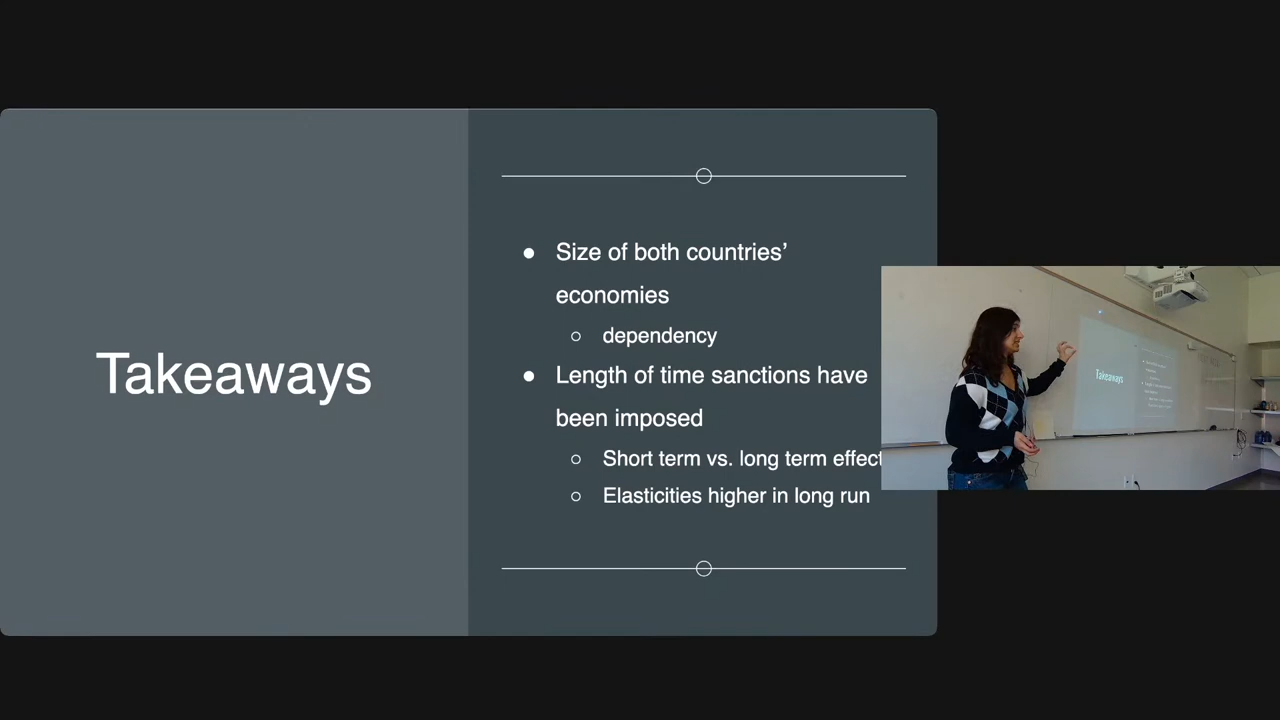 Takeaways
● Size of both countries’
economies
○ dependency
● Length of time sanctions have
been imposed
○ Short term vs. long term effect
○ Elasticities higher in long run
Takeaways